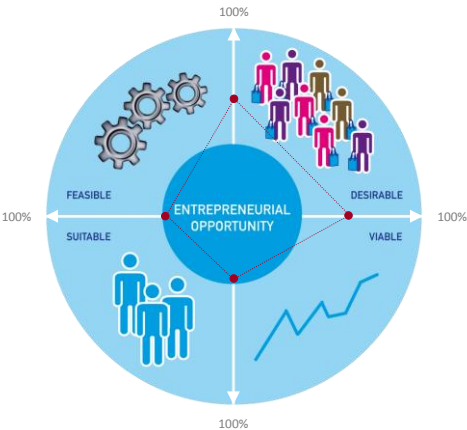 100%
FEASIBLE
DESIRABLE
100%
ENTREPRENEURIAL
OPPORTUNITY
100%
SUITABLE
VIABLE
100%